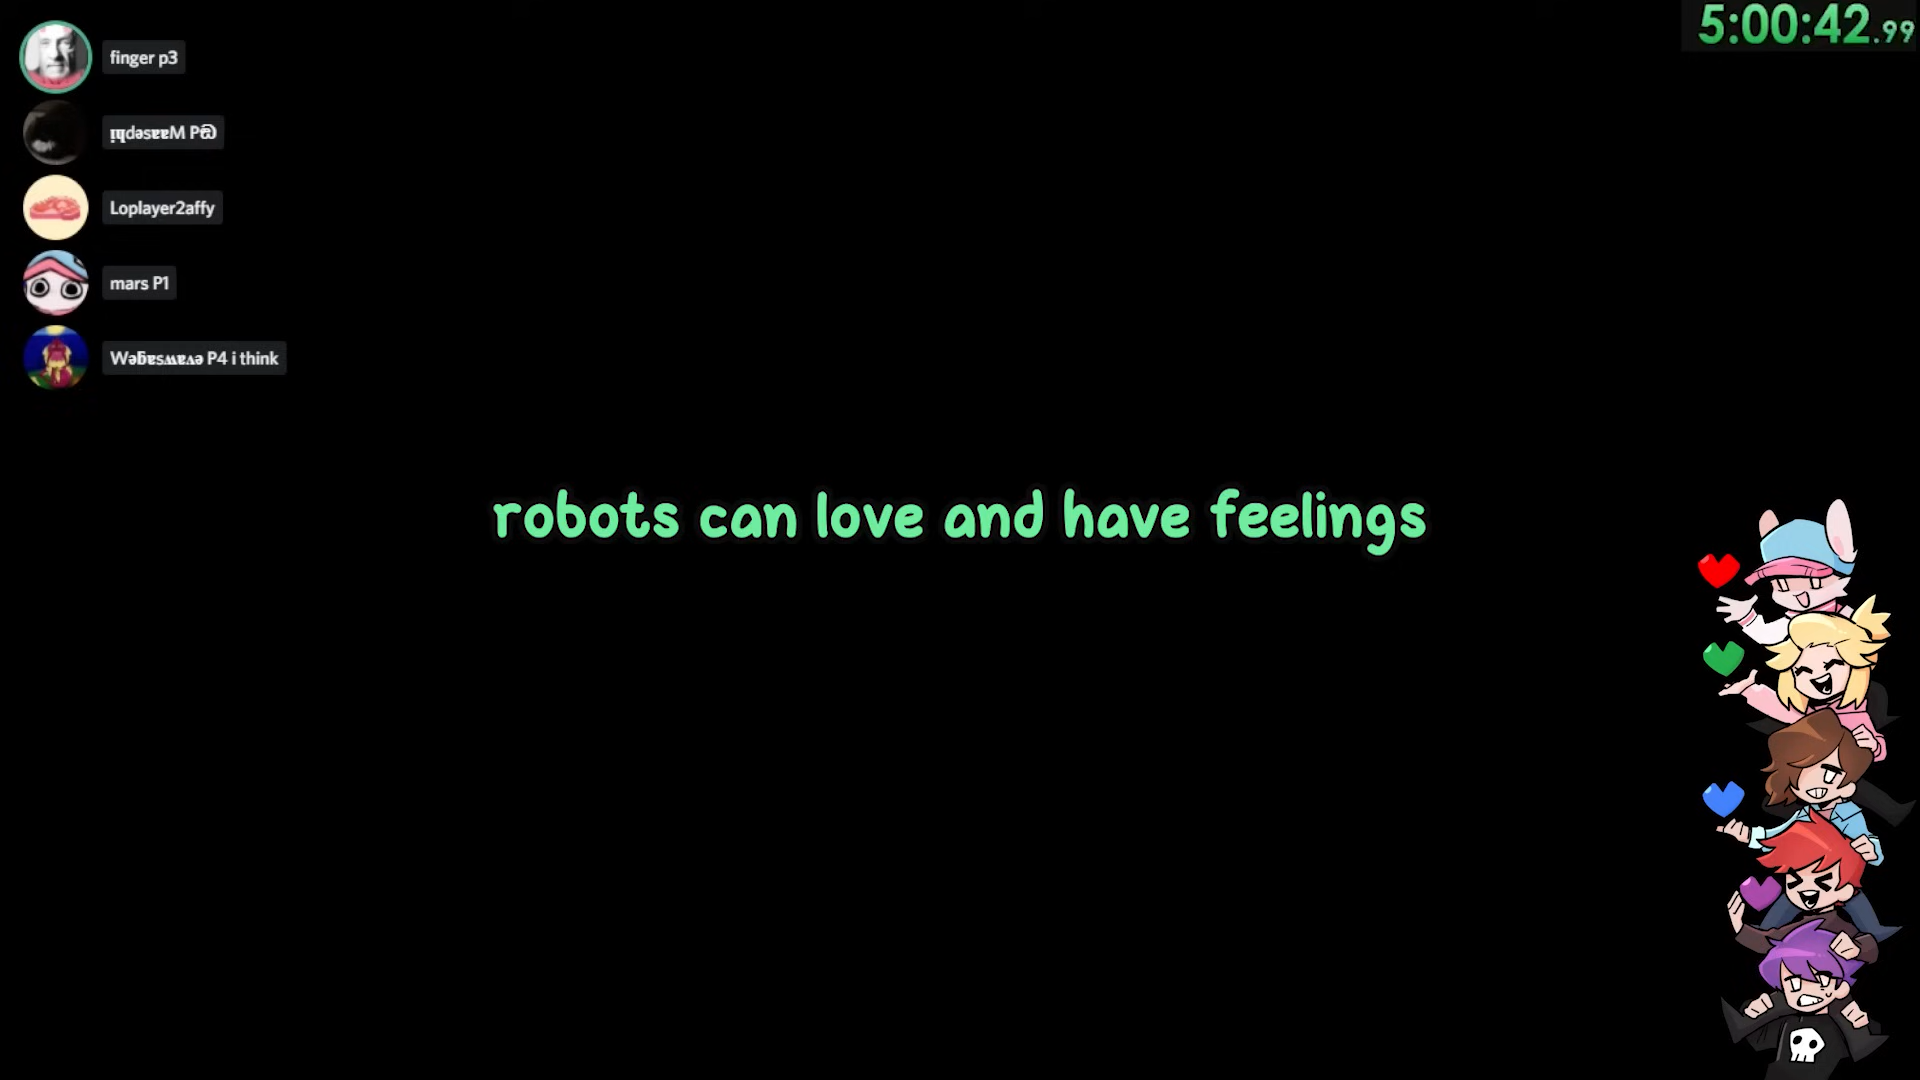 finger p3
5:00:42.99
Loplayer2affy
mars P1
P4 i think
robots can love and have feelings